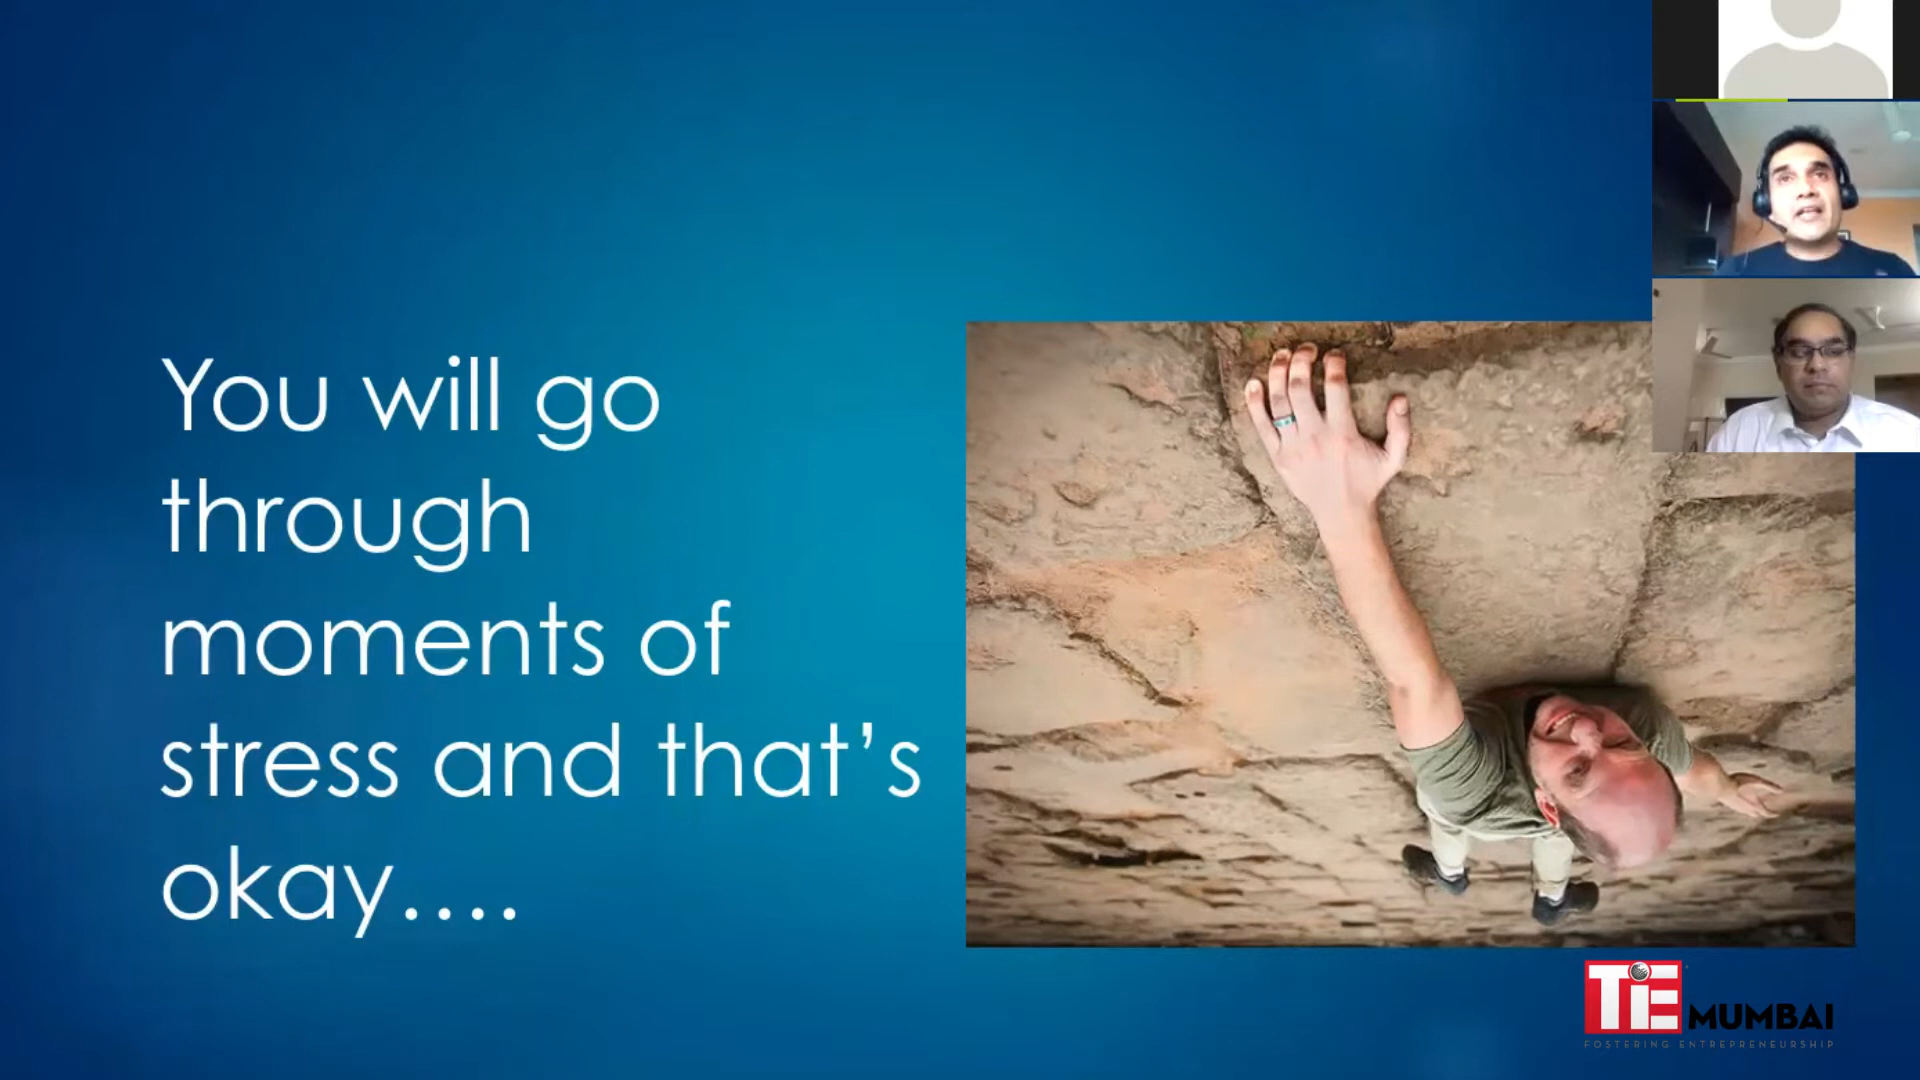 You will go
through
moments of
stress and that’s
okay....
TiE MUMBAI
FOSTERING ENTREPRENEURSHIP